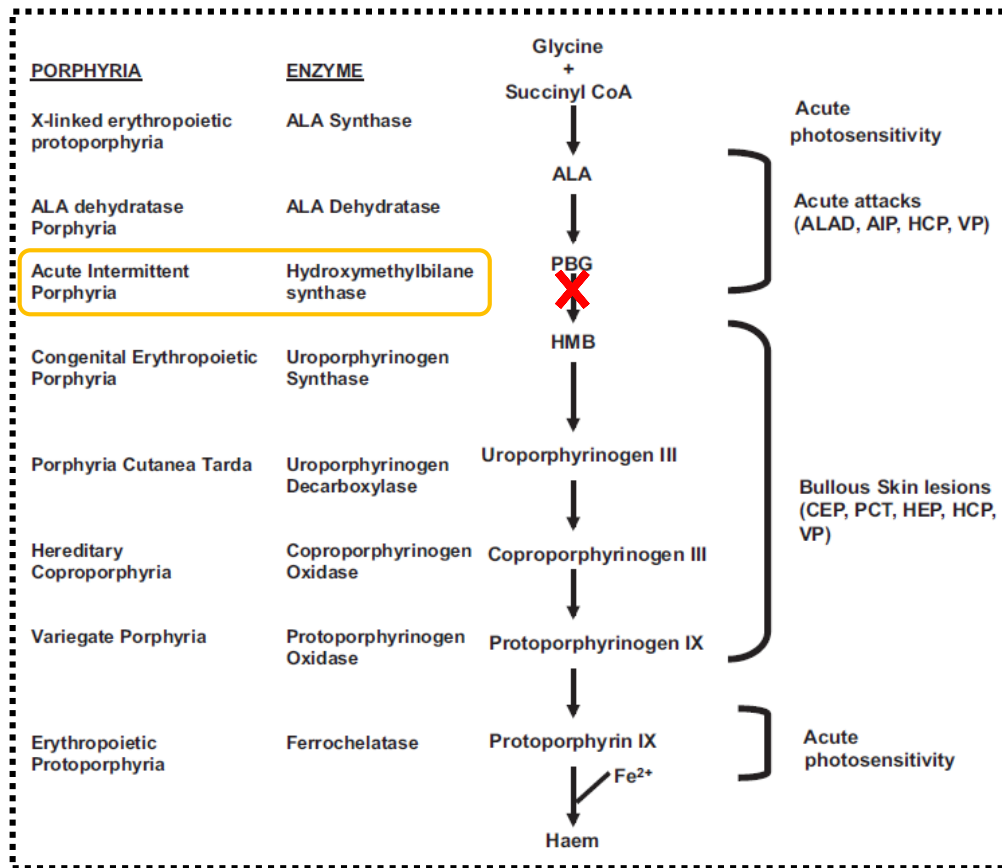 PORPHYRIA
ENZYME
Glycine
+
Succinyl CoA
X-linked erythropoietic
protoporphyria
ALA Synthase
Acute
photosensitivity
ALA
ALA dehydratase
Porphyria
ALA Dehydratase
Acute attacks
(ALAD, AIP, HCP, VP)
Acute Intermittent
Porphyria
Hydroxymethylbilane
synthase
PBG
HMB
Congenital Erythropoietic
Porphyria
Uroporphyrinogen
Synthase
Uroporphyrinogen III
Porphyria Cutanea Tarda
Uroporphyrinogen
Decarboxylase
Bullous Skin lesions
(CEP, PCT, HEP, HCP,
VP)
Hereditary
Coproporphyria
Coproporphyrinogen
Oxidase
Coproporphyrinogen III
Variegate Porphyria
Protoporphyrinogen
Oxidase
Protoporphyrinogen IX
Erythropoietic
Protoporphyria
Ferrochelatase
Protoporphyrin IX
Acute
photosensitivity
Fe²⁺
Haem